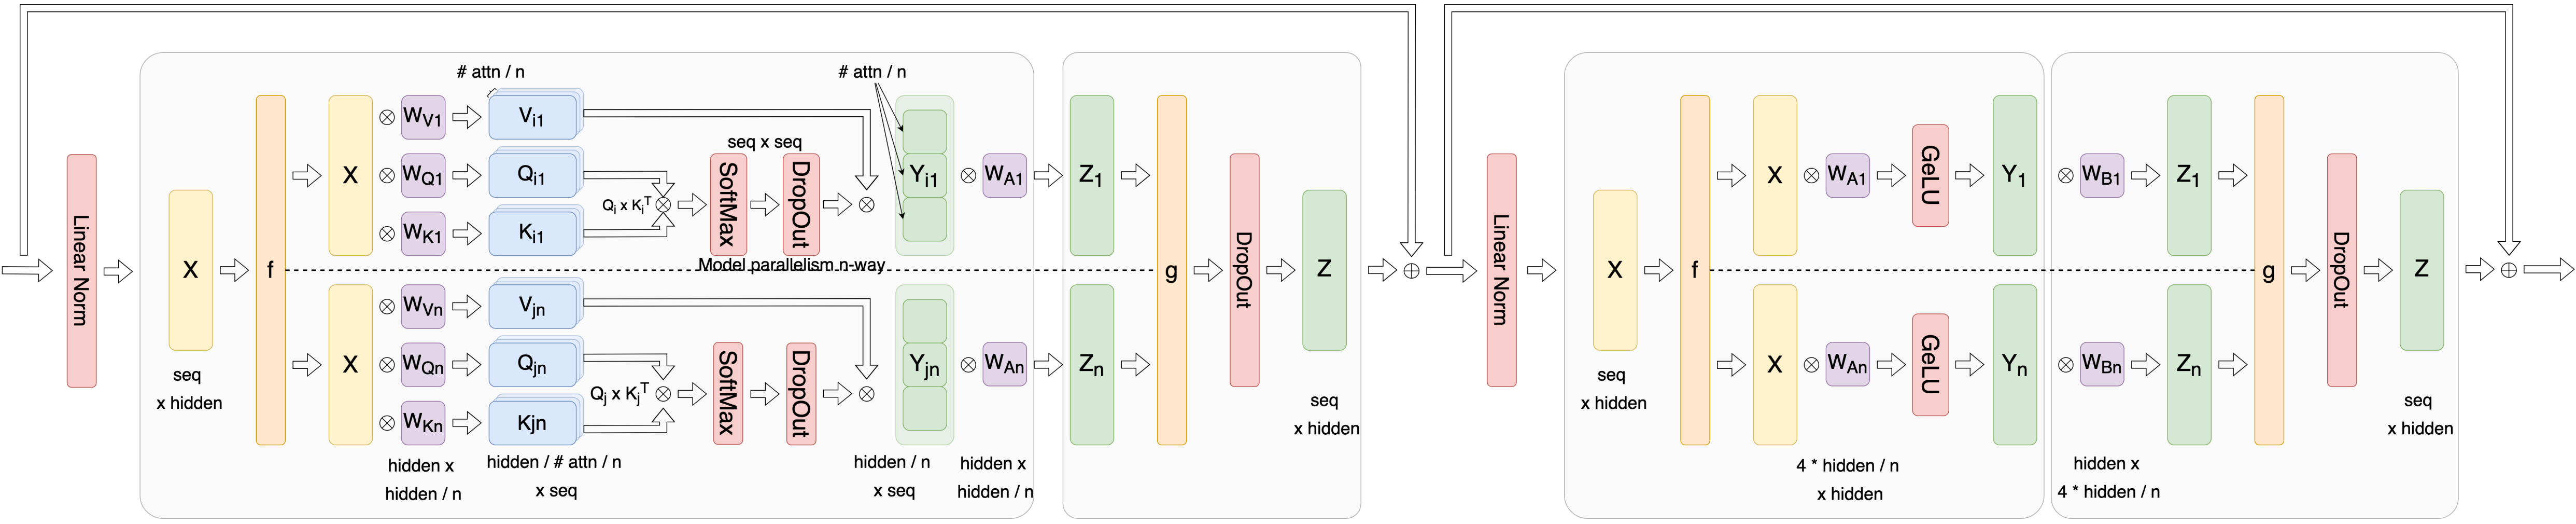 # attn / n
# attn / n
Linear Norm
X
seq
x hidden
f
X
⊗ WV1
Vi1
⊗ WQ1
Qi1
⊗ WK1
Ki1
Qi x KiT
seq x seq
SoftMax
DropOut
Yi1
⊗ WA1
Z1
Model parallelism n-way
X
⊗ WVn
Vjn
⊗ WQn
Qjn
⊗ WKn
Kjn
Qj x KjT
SoftMax
DropOut
Yjn
⊗ WAn
Zn
hidden x
hidden / n
hidden / # attn / n
x seq
hidden / n
x seq
hidden x
hidden / n
g
DropOut
Z
seq
x hidden
Linear Norm
X
seq
x hidden
f
X
⊗ WA1
GeLU
Y1
⊗ WB1
Z1
X
⊗ WAn
GeLU
Yn
⊗ WBn
Zn
4 * hidden / n
x hidden
hidden x
4 * hidden / n
g
DropOut
Z
seq
x hidden